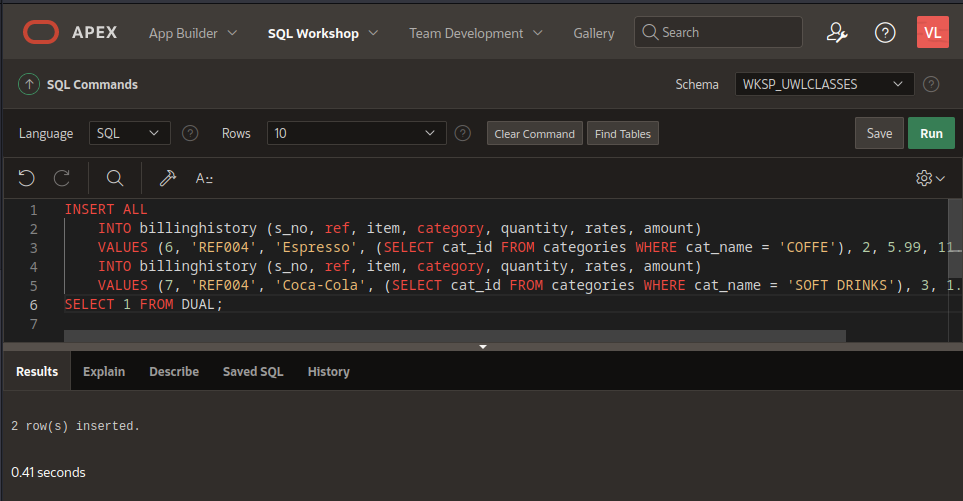 APEX App Builder SQL Workshop Team Development Gallery Search VL
SQL Commands Schema WKSP_UWLCLASSES ?
Language SQL ? Rows 10 ? Clear Command Find Tables Save Run
A::
1 INSERT ALL
2 INTO billinghistory (s_no, ref, item, category, quantity, rates, amount)
3 VALUES (6, 'REF004', 'Espresso', (SELECT cat_id FROM categories WHERE cat_name = 'COFFE'), 2, 5.99, 11.
4 INTO billinghistory (s_no, ref, item, category, quantity, rates, amount)
5 VALUES (7, 'REF004', 'Coca-Cola', (SELECT cat_id FROM categories WHERE cat_name = 'SOFT DRINKS'), 3, 1.
6 SELECT 1 FROM DUAL;
7
Results Explain Describe Saved SQL History
2 row(s) inserted.
0.41 seconds